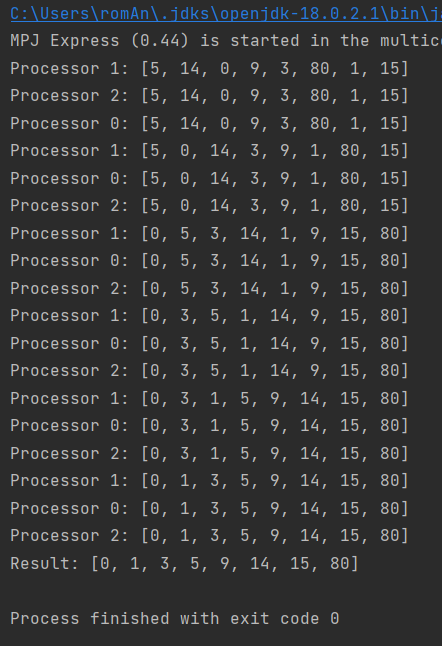 C:\Users\romAn\.jdks\openjdk-18.0.2.1\bin\j
MPJ Express (0.44) is started in the multic
Processor 1: [5, 14, 0, 9, 3, 80, 1, 15]
Processor 2: [5, 14, 0, 9, 3, 80, 1, 15]
Processor 0: [5, 14, 0, 9, 3, 80, 1, 15]
Processor 1: [5, 0, 14, 3, 9, 1, 80, 15]
Processor 0: [5, 0, 14, 3, 9, 1, 80, 15]
Processor 2: [5, 0, 14, 3, 9, 1, 80, 15]
Processor 1: [0, 5, 3, 14, 1, 9, 15, 80]
Processor 0: [0, 5, 3, 14, 1, 9, 15, 80]
Processor 2: [0, 5, 3, 14, 1, 9, 15, 80]
Processor 1: [0, 3, 5, 1, 14, 9, 15, 80]
Processor 0: [0, 3, 5, 1, 14, 9, 15, 80]
Processor 2: [0, 3, 5, 1, 14, 9, 15, 80]
Processor 1: [0, 3, 1, 5, 9, 14, 15, 80]
Processor 0: [0, 3, 1, 5, 9, 14, 15, 80]
Processor 2: [0, 3, 1, 5, 9, 14, 15, 80]
Processor 1: [0, 1, 3, 5, 9, 14, 15, 80]
Processor 0: [0, 1, 3, 5, 9, 14, 15, 80]
Processor 2: [0, 1, 3, 5, 9, 14, 15, 80]
Result: [0, 1, 3, 5, 9, 14, 15, 80]
Process finished with exit code 0